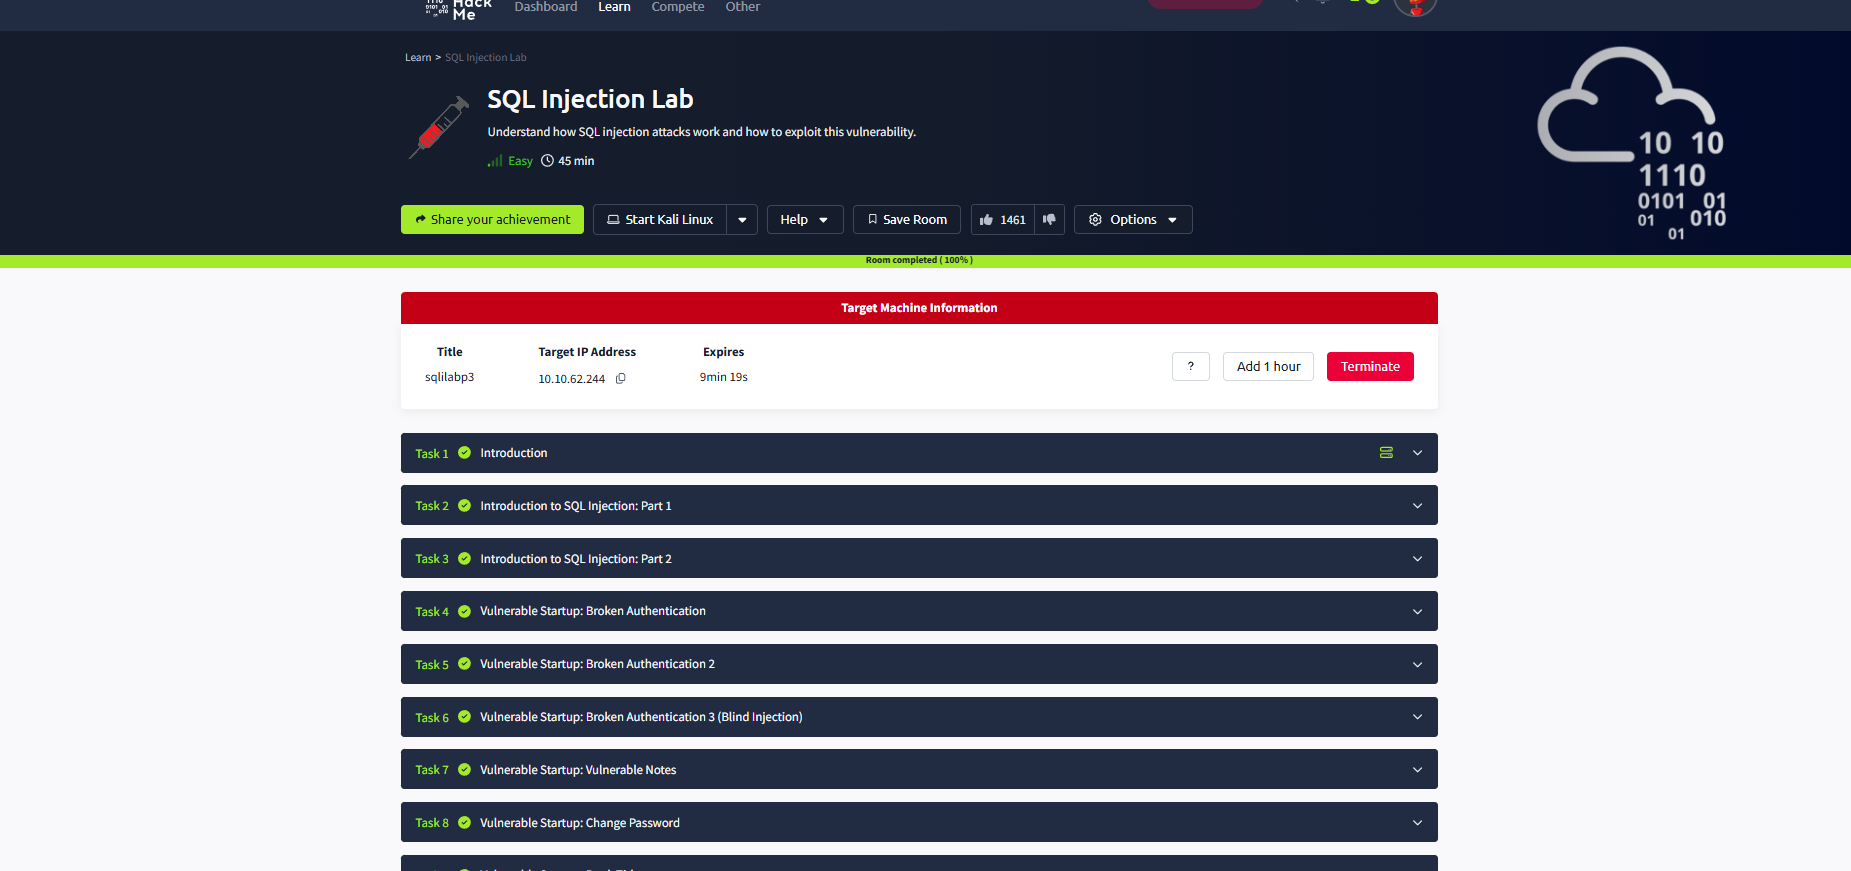 Hack
Me
Dashboard Learn Compete Other
Learn > SQL Injection Lab
SQL Injection Lab
Understand how SQL injection attacks work and how to exploit this vulnerability.
Easy 45 min
10 10
1110
0101 01
01 010
01
Share your achievement Start Kali Linux Help Save Room 1461 Options
Room completed ( 100% )
Target Machine Information
Title Target IP Address Expires
sqlilabp3 10.10.62.244 9min 19s
? Add 1 hour Terminate
Task 1 Introduction
Task 2 Introduction to SQL Injection: Part 1
Task 3 Introduction to SQL Injection: Part 2
Task 4 Vulnerable Startup: Broken Authentication
Task 5 Vulnerable Startup: Broken Authentication 2
Task 6 Vulnerable Startup: Broken Authentication 3 (Blind Injection)
Task 7 Vulnerable Startup: Vulnerable Notes
Task 8 Vulnerable Startup: Change Password